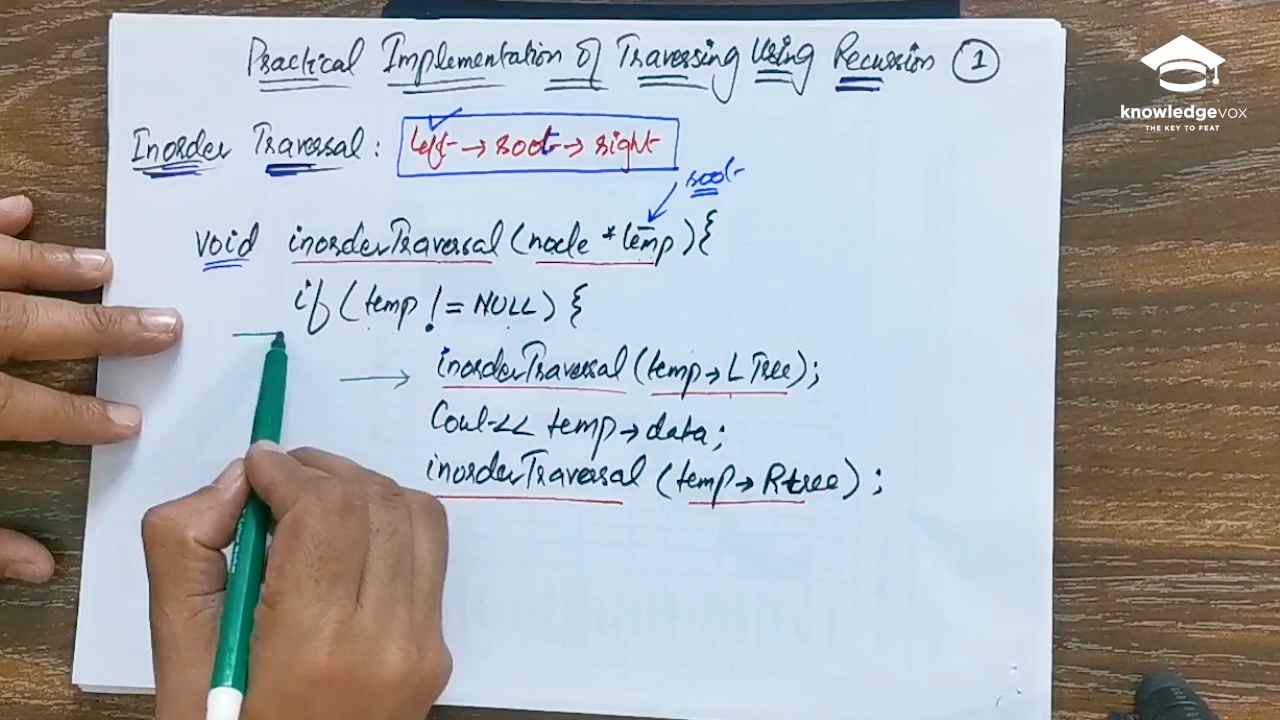 Practical Implementation Of Traversing Using Recursion 1
knowledgevox
THE KEY TO FEAT
Inorder Traversal: left → root → right
root
void inorderTraversal (node *temp){
if (temp != NULL) {
inorderTraversal (temp→LTree);
Cout<< temp→data;
inorderTraversal (temp→Rtree);